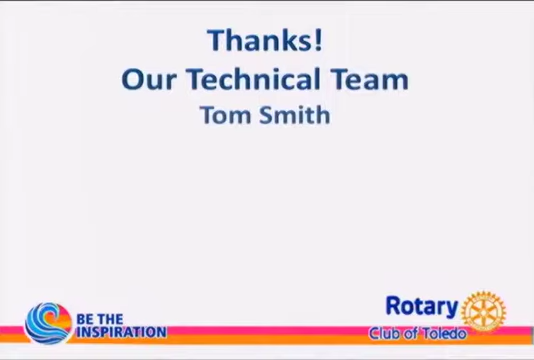 Thanks!
Our Technical Team
Tom Smith
BE THE
INSPIRATION
Rotary
Club of Toledo